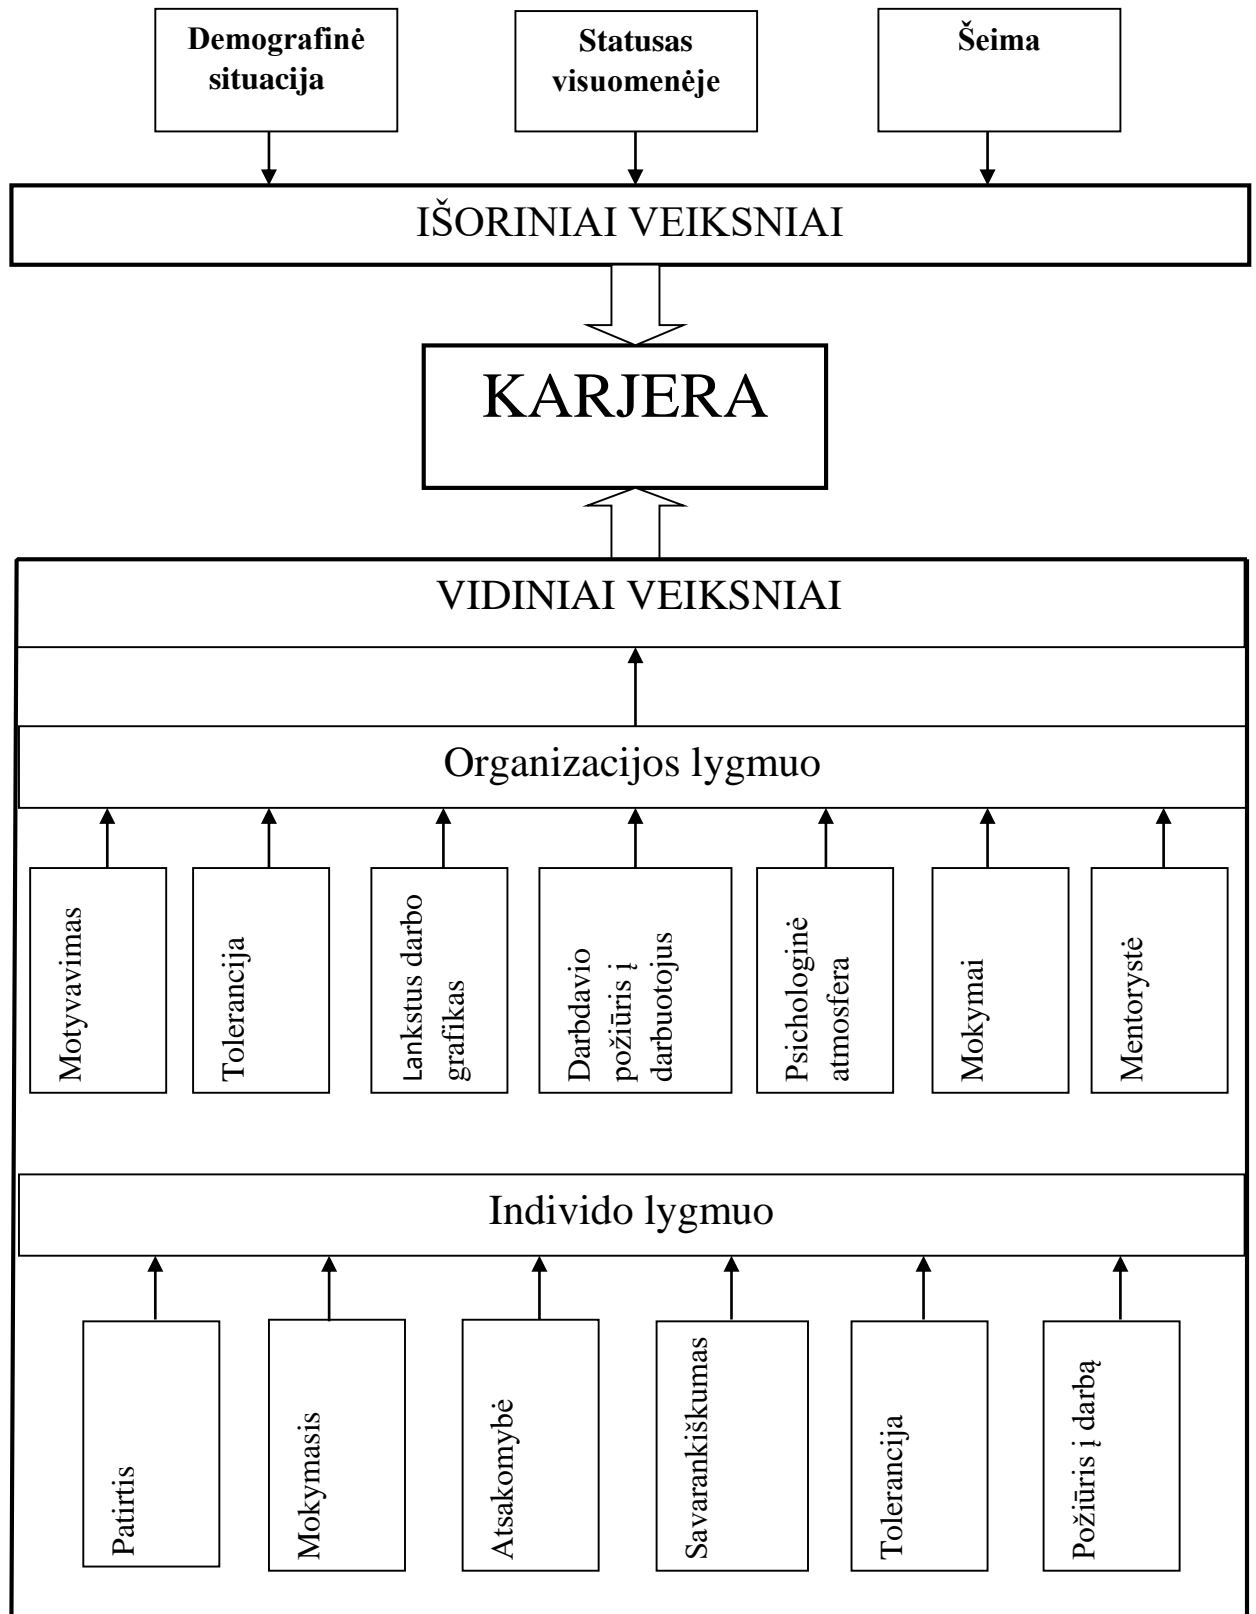 Demografinė
situacija
Statusas
visuomenėje
Šeima
IŠORINIAI VEIKSNIAI
KARJERA
VIDINIAI VEIKSNIAI
Organizacijos lygmuo
Motyvavimas
Tolerancija
Lankstus darbo
grafikas
Darbdavio
požiūris į
darbuotojus
Psichologinė
atmosfera
Mokymai
Mentorystė
Individo lygmuo
Patirtis
Mokymasis
Atsakomybė
Savarankiškumas
Tolerancija
Požiūris į darbą